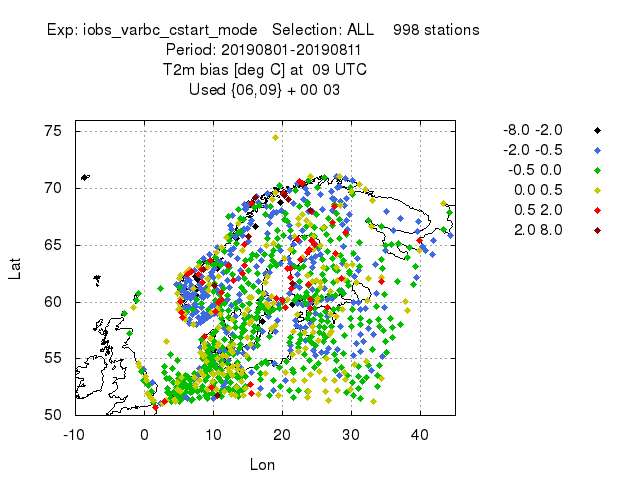 Exp: iobs_varbc_cstart_mode   Selection: ALL    998 stations
Period: 20190801-20190811
T2m bias [deg C] at  09 UTC
Used {06,09} + 00 03
-8.0 -2.0
-2.0 -0.5
-0.5 0.0
0.0 0.5
0.5 2.0
2.0 8.0
75
70
65
60
55
50
Lat
-10 0 10 20 30 40
Lon